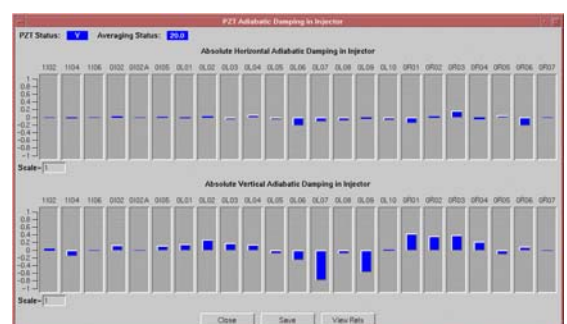 PZT Adiabatic Damping in Injector
PZT Status: Y Averaging Status: 20.0
Absolute Horizontal Adiabatic Damping in Injector
1I02 1I04 1I06 0I02 0I02A 0I05 0L01 0L02 0L03 0L04 0L05 0L06 0L07 0L08 0L09 0L10 0R01 0R02 0R03 0R04 0R05 0R06 0R07
1
0.8
0.6
0.4
0.2
0
-0.2
-0.4
-0.6
-0.8
-1
Scale= 1
Absolute Vertical Adiabatic Damping in Injector
1I02 1I04 1I06 0I02 0I02A 0I05 0L01 0L02 0L03 0L04 0L05 0L06 0L07 0L08 0L09 0L10 0R01 0R02 0R03 0R04 0R05 0R06 0R07
1
0.8
0.6
0.4
0.2
0
-0.2
-0.4
-0.6
-0.8
-1
Scale= 1
Close Save View Refs